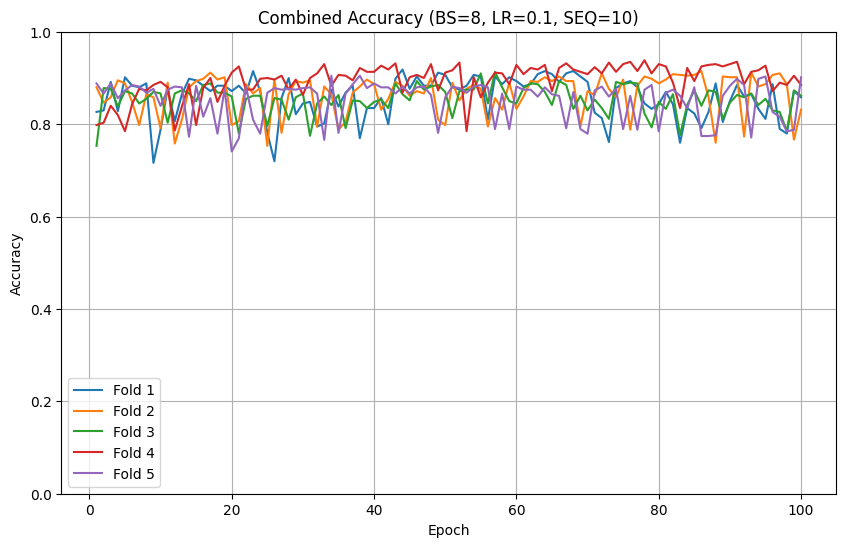 Combined Accuracy (BS=8, LR=0.1, SEQ=10)
1.0
0.8
0.6
0.4
0.2
0.0
Accuracy
Fold 1
Fold 2
Fold 3
Fold 4
Fold 5
0 20 40 60 80 100
Epoch